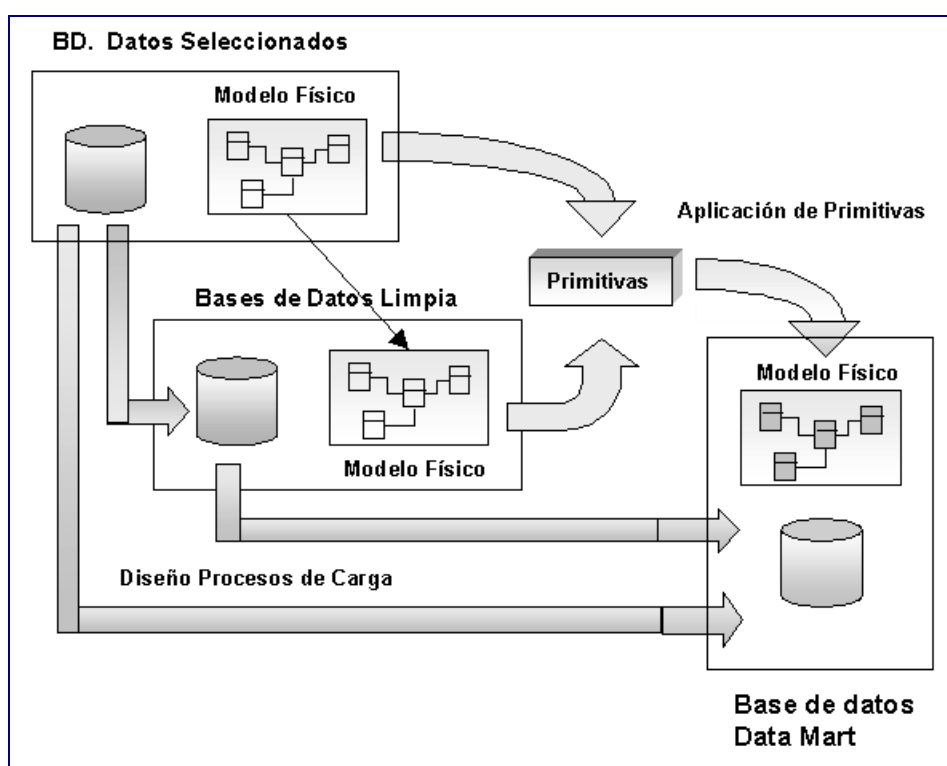 BD. Datos Seleccionados
Modelo Físico
Aplicación de Primitivas
Primitivas
Bases de Datos Limpia
Modelo Físico
Modelo Físico
Diseño Procesos de Carga
Base de datos
Data Mart